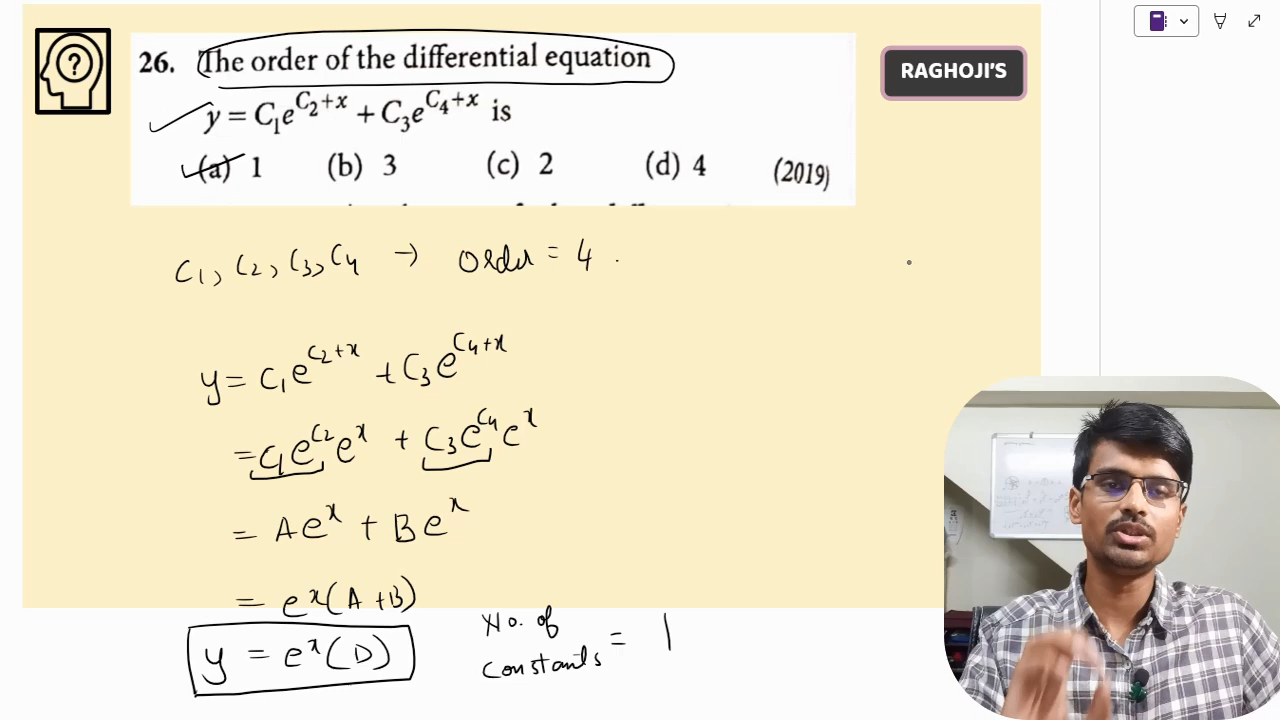 26. The order of the differential equation
y = C₁e^{C₂+x} + C₃e^{C₄+x} is
(a) 1 (b) 3 (c) 2 (d) 4 (2019)
RAGHOJI'S
C₁, C₂, C₃, C₄ → Order = 4 .
y = C₁e^{C₂+x} + C₃e^{C₄+x}
= C₁e^{C₂}e^x + C₃e^{C₄}e^x
= Ae^x + Be^x
= e^x(A+B)
y = e^x(D)
No. of
constants = 1